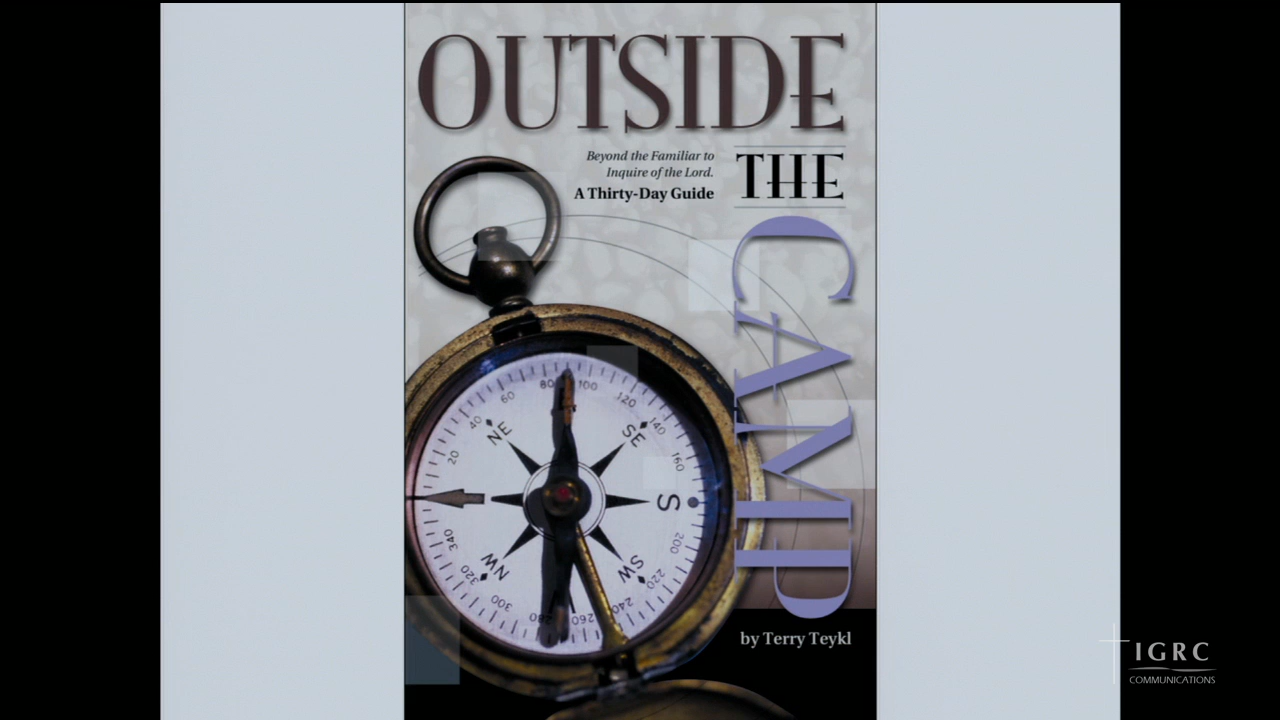 OUTSIDE
THE
CAMP
Beyond the Familiar to
Inquire of the Lord.
A Thirty-Day Guide
80
100
60
120
40
NE
SE
140
20
160
S
340
200
NW
SW
320
220
300
240
280
260
by Terry Teykl
IGRC
COMMUNICATIONS